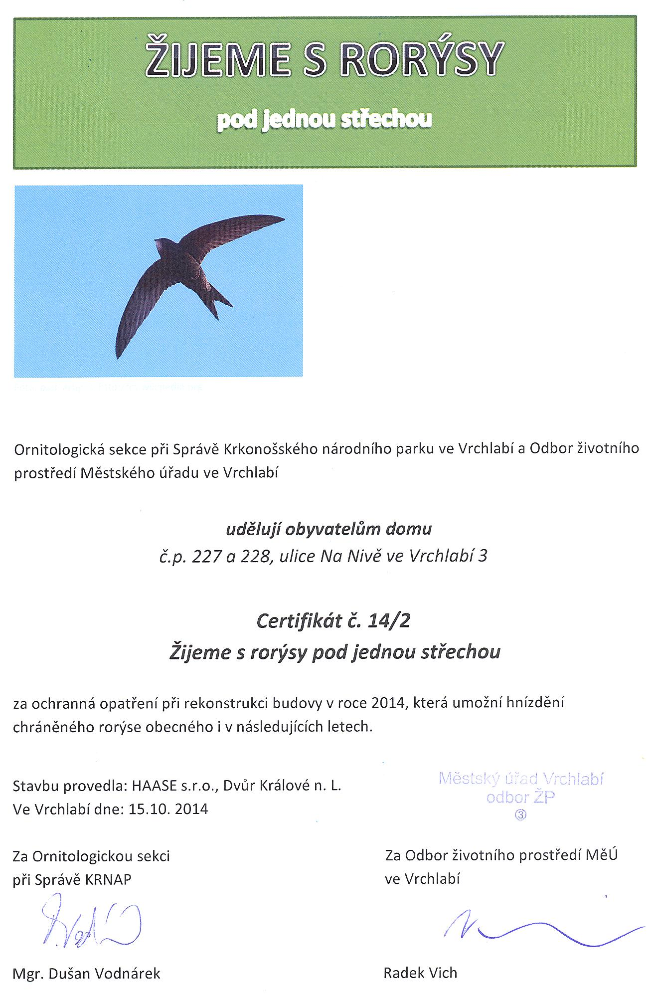 ŽIJEME S RORÝSY
pod jednou střechou
Ornitologická sekce při Správě Krkonošského národního parku ve Vrchlabí a Odbor životního
prostředí Městského úřadu ve Vrchlabí
udělují obyvatelům domu
č.p. 227 a 228, ulice Na Nivě ve Vrchlabí 3
Certifikát č. 14/2
Žijeme s rorýsy pod jednou střechou
za ochranná opatření při rekonstrukci budovy v roce 2014, která umožní hnízdění
chráněného rorýse obecného i v následujících letech.
Stavbu provedla: HAASE s.r.o., Dvůr Králové n. L.
Ve Vrchlabí dne: 15.10. 2014
Městský úřad Vrchlabí
odbor ŽP
③
Za Ornitologickou sekci
při Správě KRNAP
Za Odbor životního prostředí MěÚ
ve Vrchlabí
Mgr. Dušan Vodnárek
Radek Vich